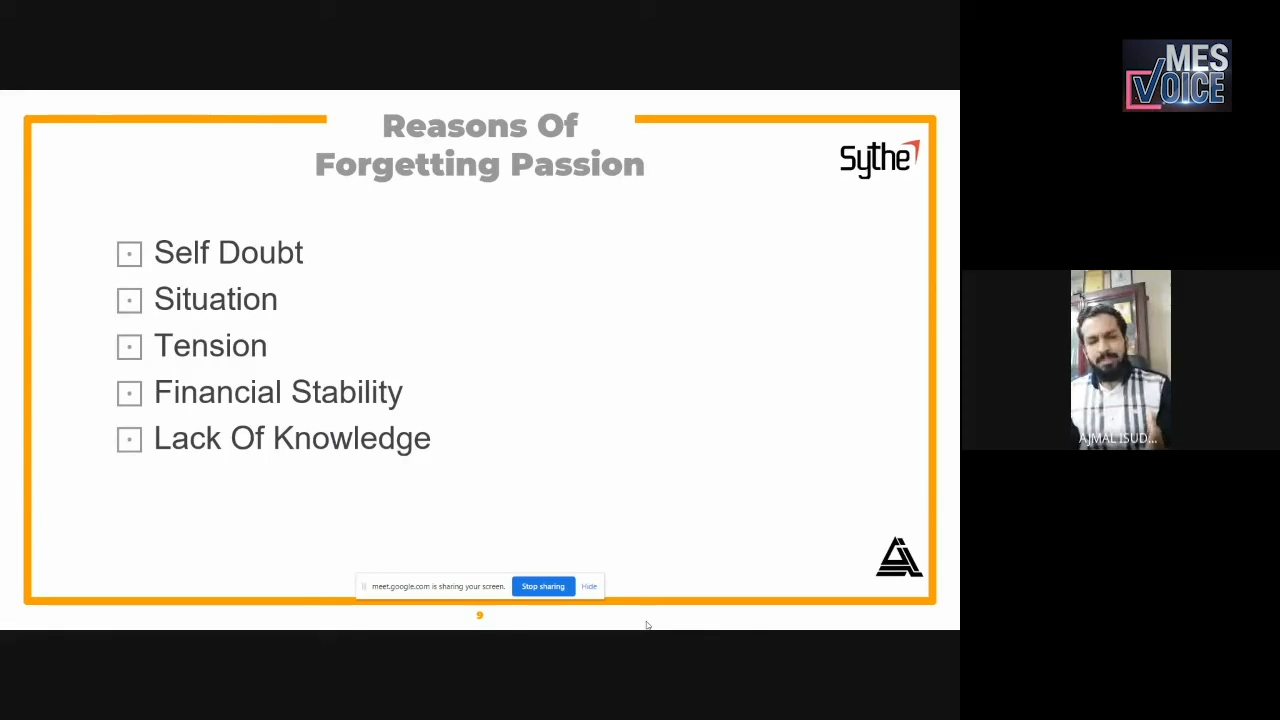 Reasons Of
Forgetting Passion
Sythe
Self Doubt
Situation
Tension
Financial Stability
Lack Of Knowledge
meet.google.com is sharing your screen. Stop sharing Hide
9
MES
VOICE
AJMAL ISUD...